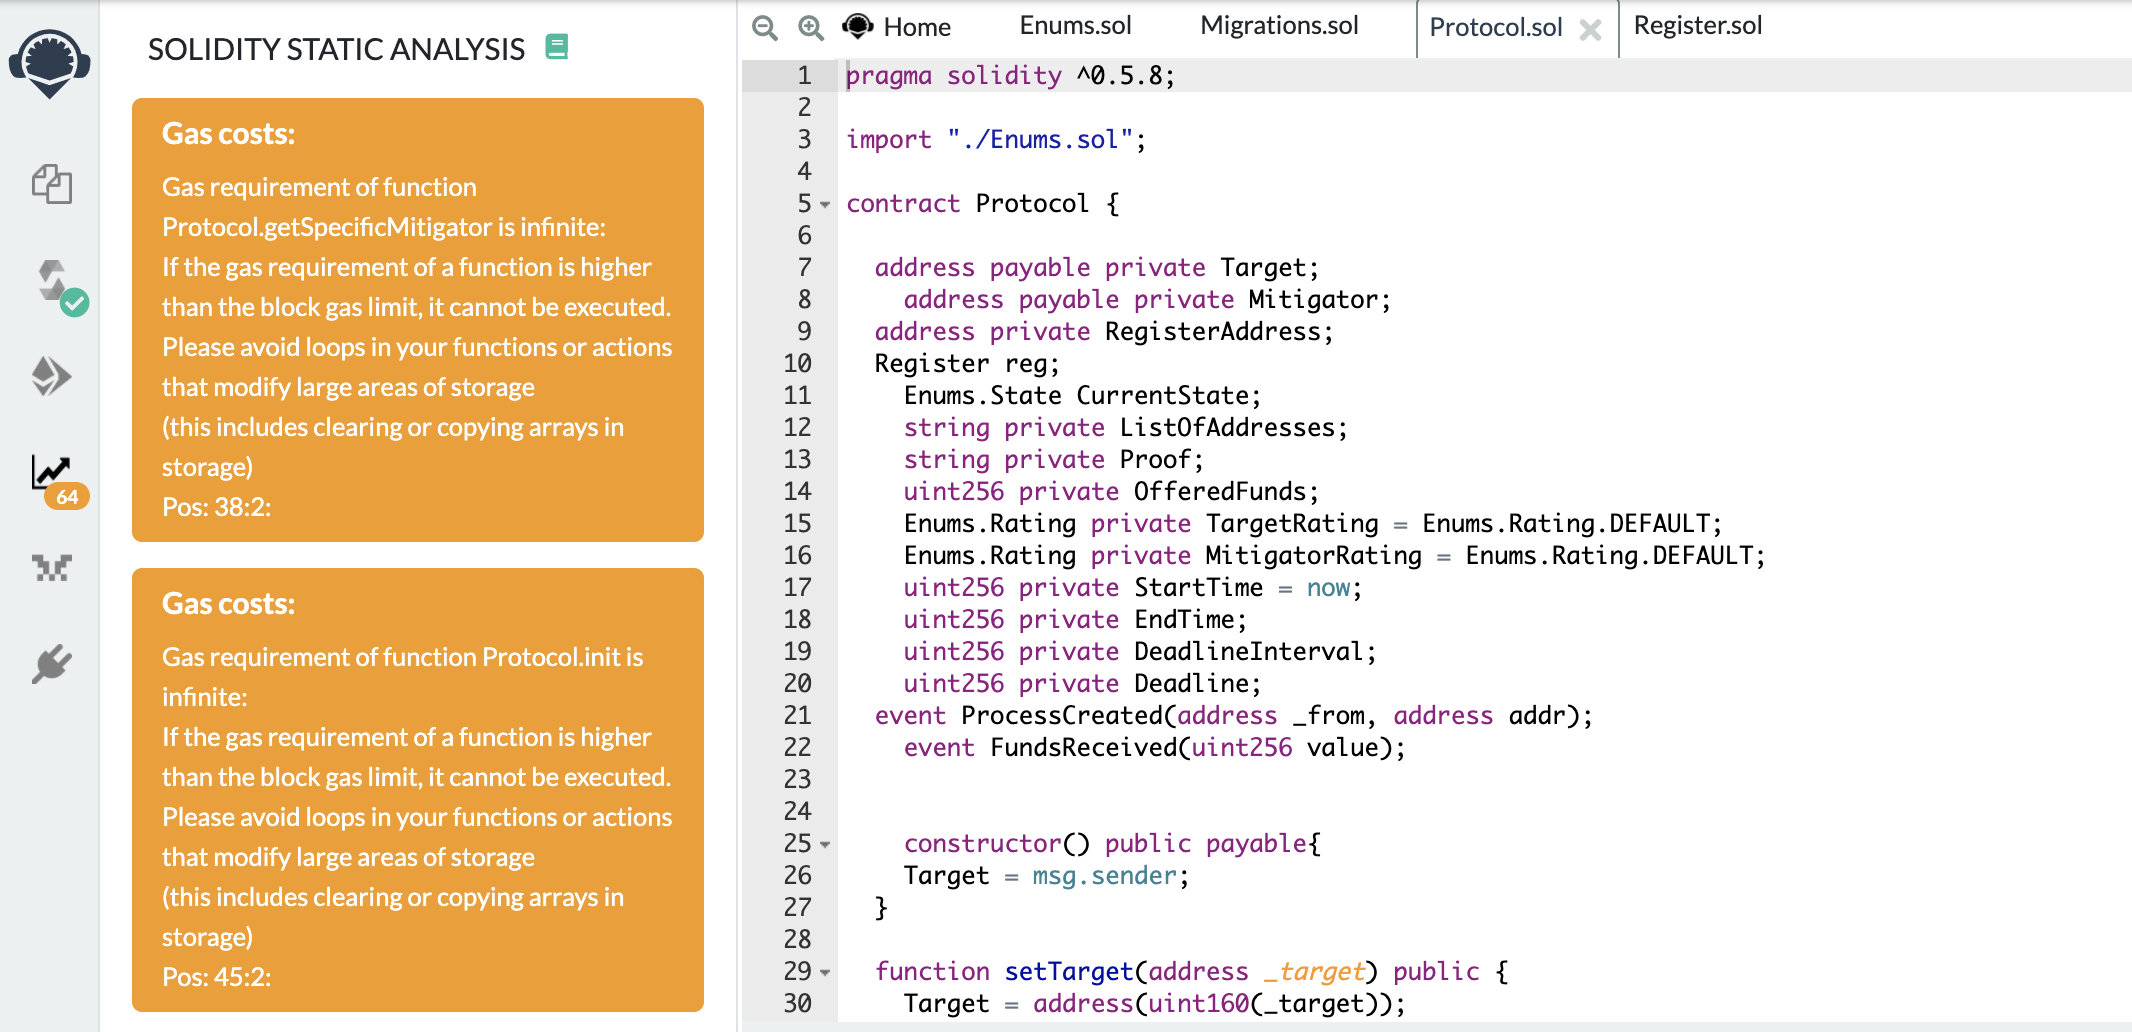 SOLIDITY STATIC ANALYSIS
Gas costs:
Gas requirement of function
Protocol.getSpecificMitigator is infinite:
If the gas requirement of a function is higher
than the block gas limit, it cannot be executed.
Please avoid loops in your functions or actions
that modify large areas of storage
(this includes clearing or copying arrays in
storage)
Pos: 38:2:
Gas costs:
Gas requirement of function Protocol.init is
infinite:
If the gas requirement of a function is higher
than the block gas limit, it cannot be executed.
Please avoid loops in your functions or actions
that modify large areas of storage
(this includes clearing or copying arrays in
storage)
Pos: 45:2:
64
Home Enums.sol Migrations.sol Protocol.sol Register.sol
1 pragma solidity ^0.5.8;
2
3 import "./Enums.sol";
4
5 contract Protocol {
6
7 address payable private Target;
8 address payable private Mitigator;
9 address private RegisterAddress;
10 Register reg;
11 Enums.State CurrentState;
12 string private ListOfAddresses;
13 string private Proof;
14 uint256 private OfferedFunds;
15 Enums.Rating private TargetRating = Enums.Rating.DEFAULT;
16 Enums.Rating private MitigatorRating = Enums.Rating.DEFAULT;
17 uint256 private StartTime = now;
18 uint256 private EndTime;
19 uint256 private DeadlineInterval;
20 uint256 private Deadline;
21 event ProcessCreated(address _from, address addr);
22 event FundsReceived(uint256 value);
23
24
25 constructor() public payable{
26 Target = msg.sender;
27 }
28
29 function setTarget(address _target) public {
30 Target = address(uint160(_target));